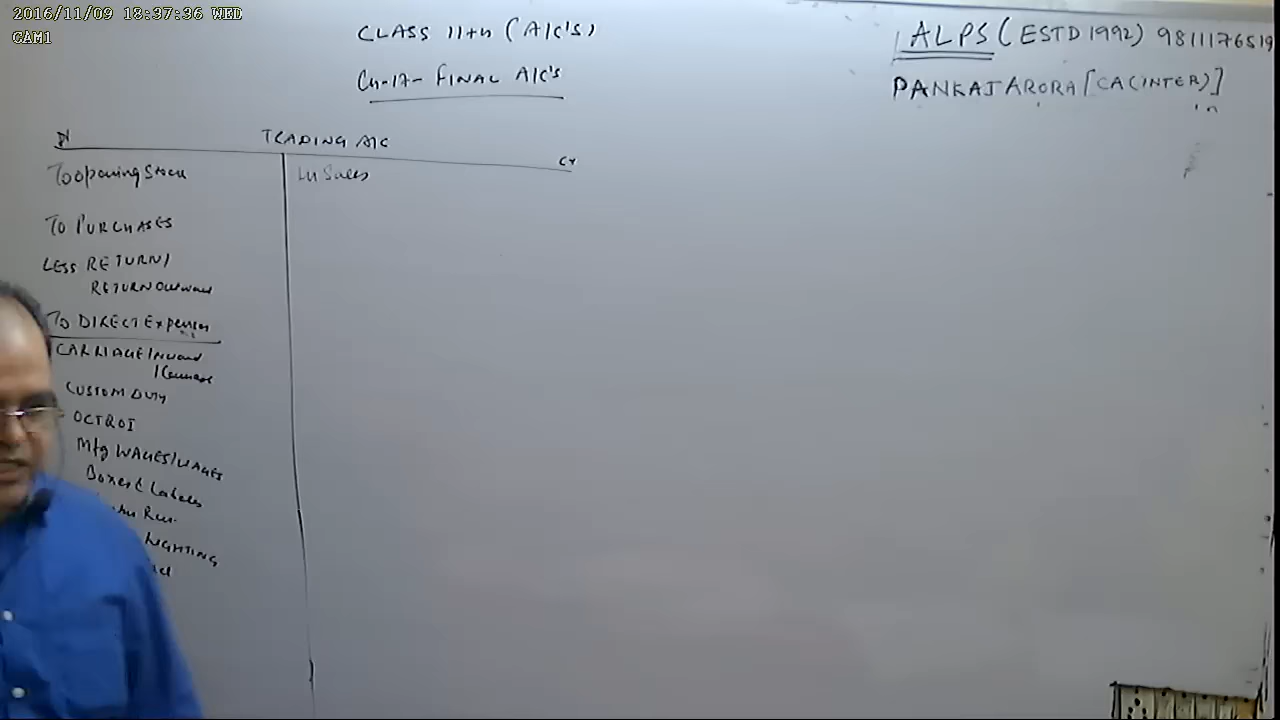 2016/11/09 18:37:36 WED
CAM1
CLASS 11th (A/C'S)
Ch-17- FINAL A/C'S
ALPS (ESTD 1992) 9811176519
PANKAJ ARORA [CA(INTER)]
Dr
TRADING A/C
Cr
To opening Stock
By Sales
TO PURCHASES
LESS RETURN/
RETURN Outward
TO DIRECT Expenses
CARRIAGE/Inward
CUSTOM DUTY
OCTROI
Mfg WAGES/WAGES
Boxes & Labels
LIGHTING